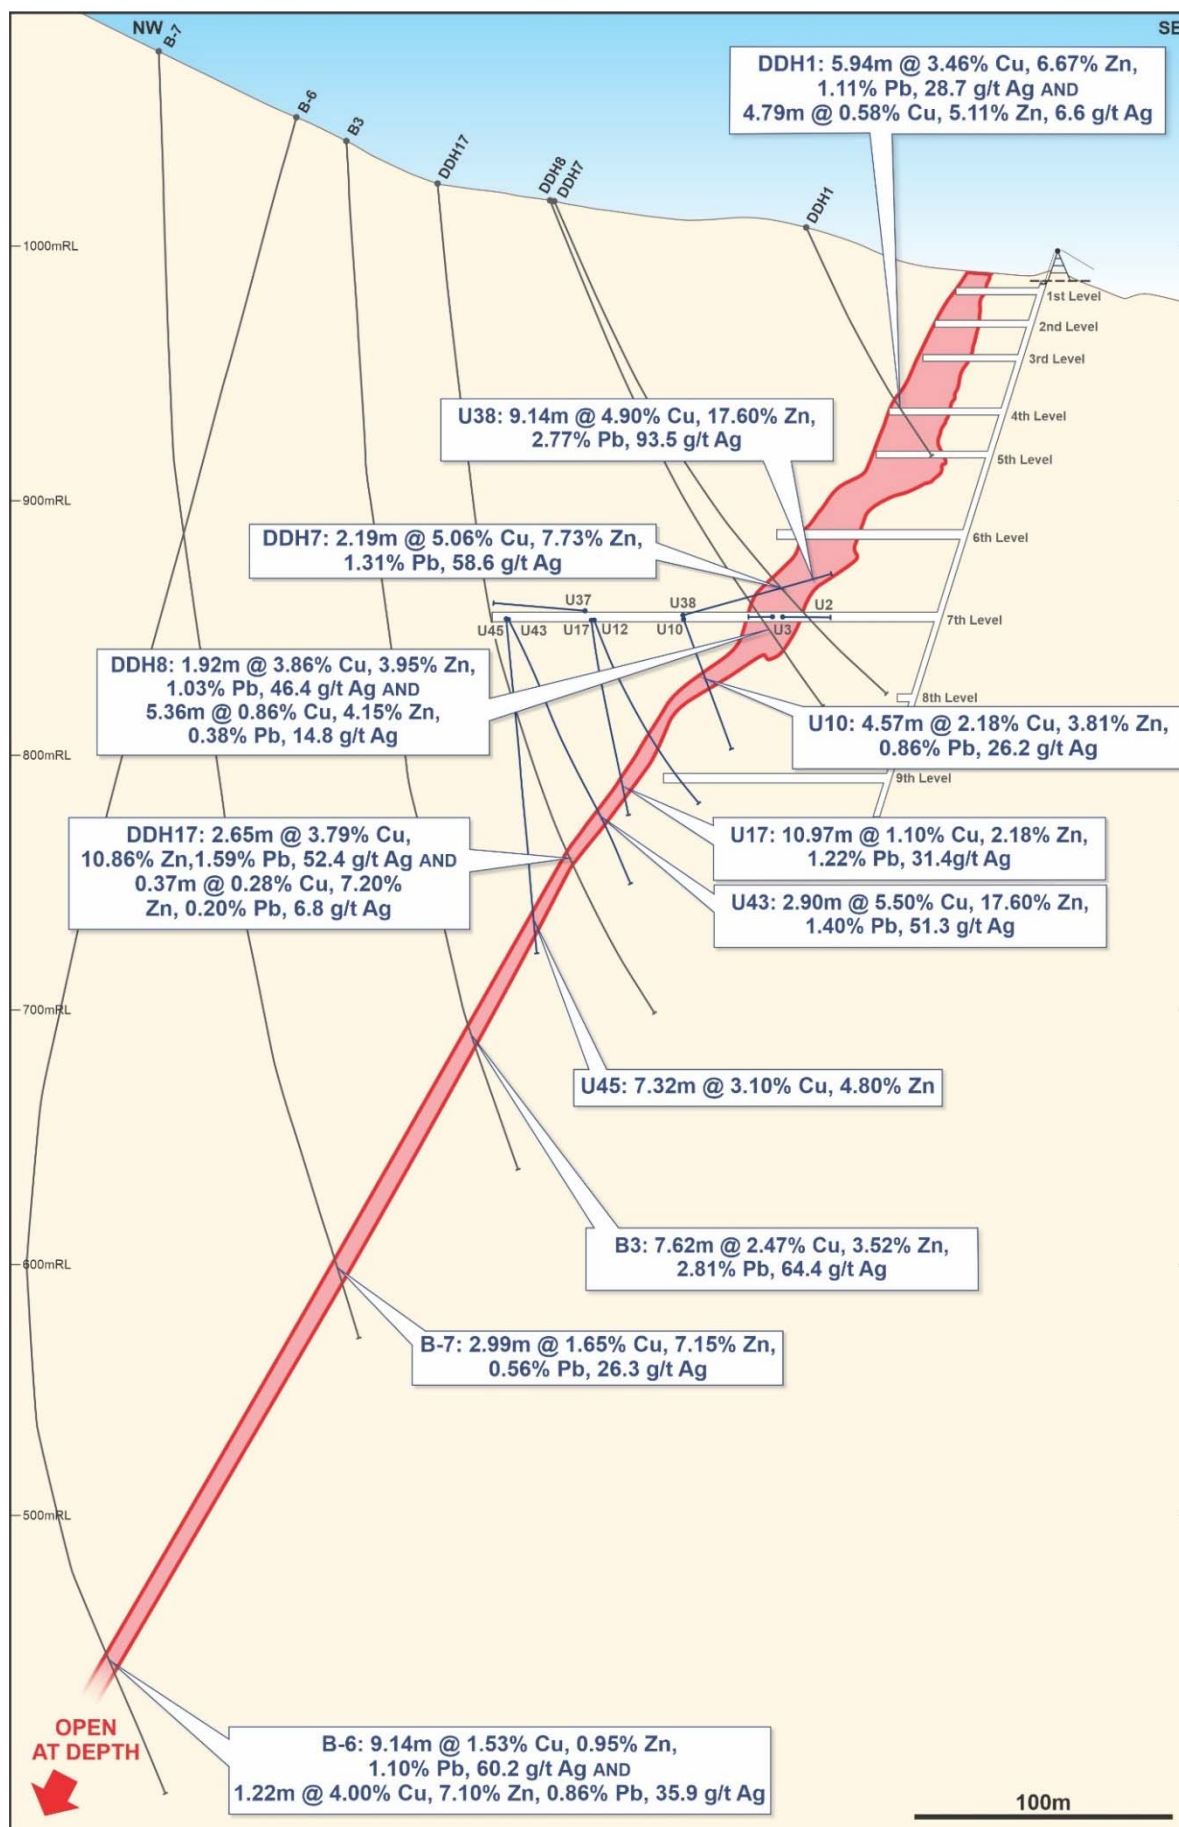 NW
SE
B-7
B-6
B3
DDH17
DDH8
DDH7
DDH1
DDH1: 5.94m @ 3.46% Cu, 6.67% Zn,
1.11% Pb, 28.7 g/t Ag AND
4.79m @ 0.58% Cu, 5.11% Zn, 6.6 g/t Ag
1000mRL
1st Level
2nd Level
3rd Level
4th Level
5th Level
U38: 9.14m @ 4.90% Cu, 17.60% Zn,
2.77% Pb, 93.5 g/t Ag
900mRL
6th Level
DDH7: 2.19m @ 5.06% Cu, 7.73% Zn,
1.31% Pb, 58.6 g/t Ag
U37
U38
U2
U45
U43
U17
U12
U10
U3
7th Level
DDH8: 1.92m @ 3.86% Cu, 3.95% Zn,
1.03% Pb, 46.4 g/t Ag AND
5.36m @ 0.86% Cu, 4.15% Zn,
0.38% Pb, 14.8 g/t Ag
8th Level
U10: 4.57m @ 2.18% Cu, 3.81% Zn,
0.86% Pb, 26.2 g/t Ag
800mRL
9th Level
DDH17: 2.65m @ 3.79% Cu,
10.86% Zn,1.59% Pb, 52.4 g/t Ag AND
0.37m @ 0.28% Cu, 7.20%
Zn, 0.20% Pb, 6.8 g/t Ag
U17: 10.97m @ 1.10% Cu, 2.18% Zn,
1.22% Pb, 31.4g/t Ag
U43: 2.90m @ 5.50% Cu, 17.60% Zn,
1.40% Pb, 51.3 g/t Ag
700mRL
U45: 7.32m @ 3.10% Cu, 4.80% Zn
B3: 7.62m @ 2.47% Cu, 3.52% Zn,
2.81% Pb, 64.4 g/t Ag
600mRL
B-7: 2.99m @ 1.65% Cu, 7.15% Zn,
0.56% Pb, 26.3 g/t Ag
500mRL
OPEN
AT DEPTH
B-6: 9.14m @ 1.53% Cu, 0.95% Zn,
1.10% Pb, 60.2 g/t Ag AND
1.22m @ 4.00% Cu, 7.10% Zn, 0.86% Pb, 35.9 g/t Ag
100m